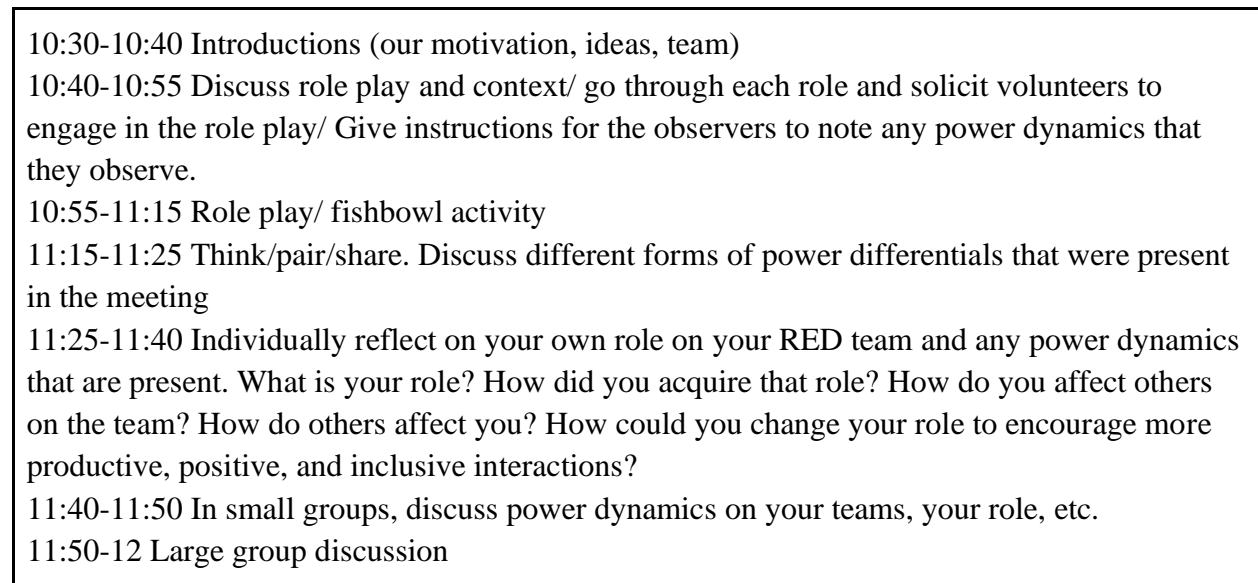 10:30-10:40 Introductions (our motivation, ideas, team)
10:40-10:55 Discuss role play and context/ go through each role and solicit volunteers to
engage in the role play/ Give instructions for the observers to note any power dynamics that
they observe.
10:55-11:15 Role play/ fishbowl activity
11:15-11:25 Think/pair/share. Discuss different forms of power differentials that were present
in the meeting
11:25-11:40 Individually reflect on your own role on your RED team and any power dynamics
that are present. What is your role? How did you acquire that role? How do you affect others
on the team? How do others affect you? How could you change your role to encourage more
productive, positive, and inclusive interactions?
11:40-11:50 In small groups, discuss power dynamics on your teams, your role, etc.
11:50-12 Large group discussion